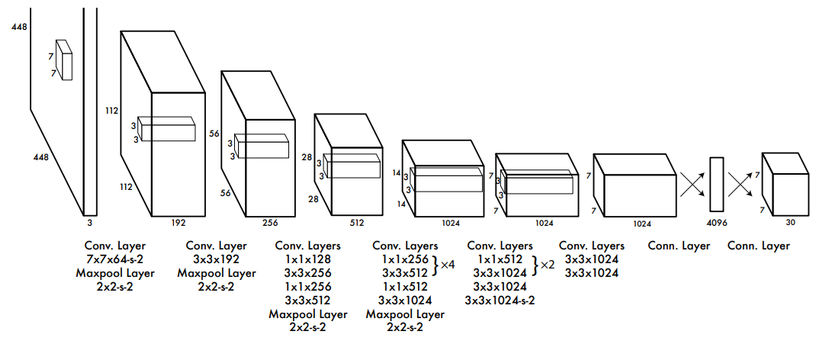 448
7
7
448
3
112
3
3
112
192
56
3
3
56
256
28
3
3
28
512
14
3
3
14
1024
7
3
3
7
1024
7
7
1024
4096
7
7
30
Conv. Layer
7x7x64-s-2
Maxpool Layer
2x2-s-2
Conv. Layer
3x3x192
Maxpool Layer
2x2-s-2
Conv. Layers
1x1x128
3x3x256
1x1x256
3x3x512
Maxpool Layer
2x2-s-2
Conv. Layers
1x1x256
3x3x512
}×4
1x1x512
3x3x1024
Maxpool Layer
2x2-s-2
Conv. Layers
1x1x512
3x3x1024
}×2
3x3x1024
3x3x1024-s-2
Conv. Layers
3x3x1024
3x3x1024
Conn. Layer
Conn. Layer